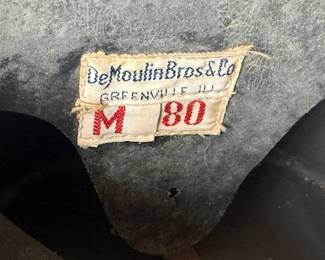 DeMoulin Bros & Co
GREENVILLE ILL
M 80